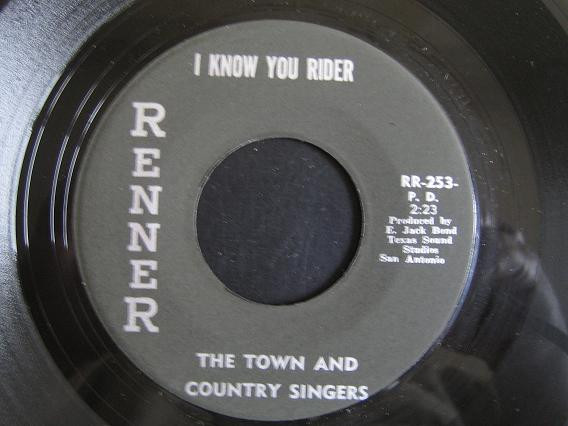 I KNOW YOU RIDER
RENNER
RR-253-
P. D.
2:23
Produced by
E. Jack Bond
Texas Sound
Studios
San Antonio
THE TOWN AND
COUNTRY SINGERS